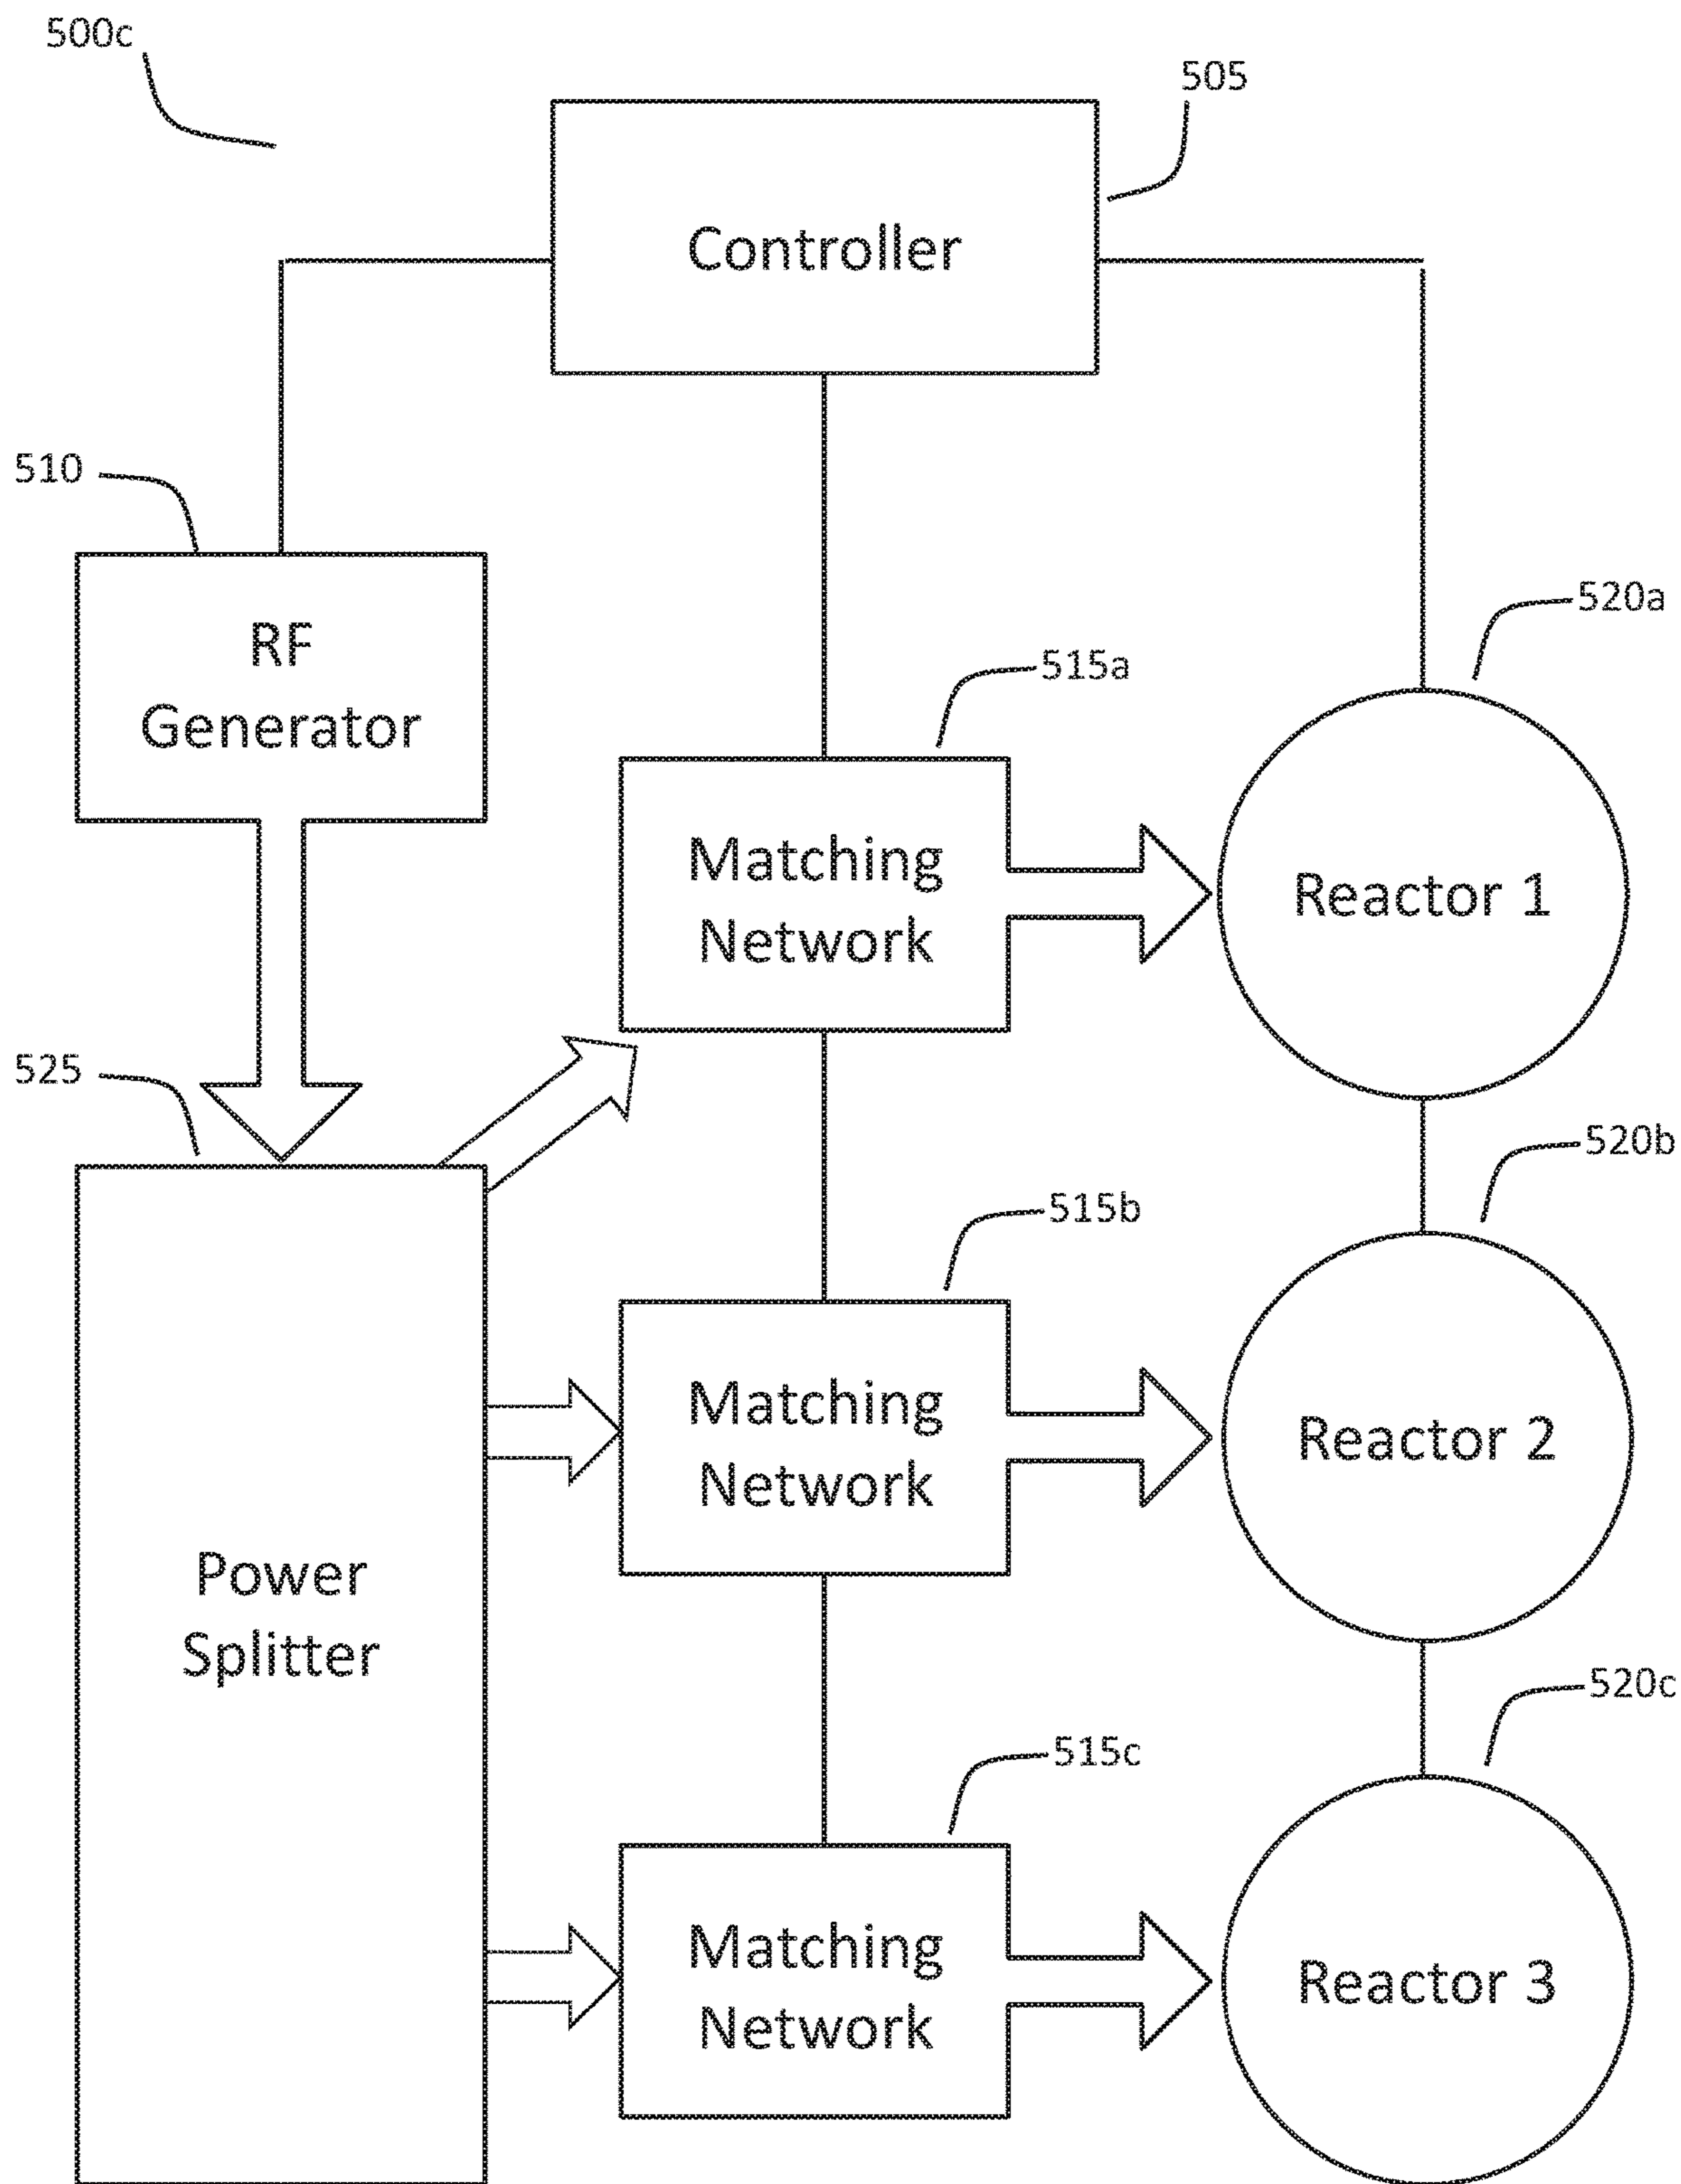 500c
505
Controller
510
RF
Generator
520a
515a
Matching
Network
Reactor 1
525
520b
515b
Matching
Network
Reactor 2
Power
Splitter
520c
515c
Matching
Network
Reactor 3